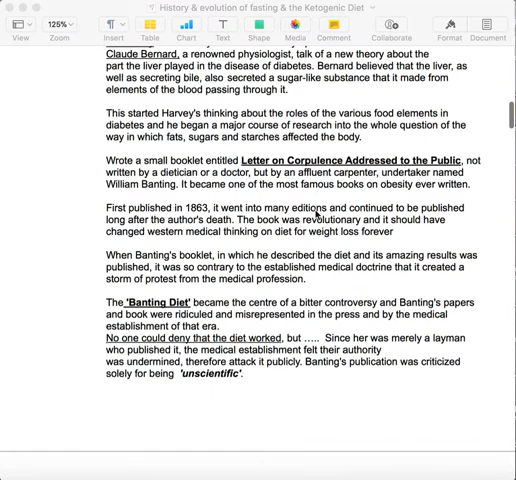 History & evolution of fasting & the Ketogenic Diet
125%
View
Zoom
Insert
Table
Chart
Text
Shape
Media
Comment
Collaborate
Format
Document
Claude Bernard, a renowned physiologist, talk of a new theory about the
part the liver played in the disease of diabetes. Bernard believed that the liver, as
well as secreting bile, also secreted a sugar-like substance that it made from
elements of the blood passing through it.
This started Harvey's thinking about the roles of the various food elements in
diabetes and he began a major course of research into the whole question of the
way in which fats, sugars and starches affected the body.
Wrote a small booklet entitled Letter on Corpulence Addressed to the Public, not
written by a dietician or a doctor, but by an affluent carpenter, undertaker named
William Banting. It became one of the most famous books on obesity ever written.
First published in 1863, it went into many editions and continued to be published
long after the author's death. The book was revolutionary and it should have
changed western medical thinking on diet for weight loss forever
When Banting's booklet, in which he described the diet and its amazing results was
published, it was so contrary to the established medical doctrine that it created a
storm of protest from the medical profession.
The 'Banting Diet' became the centre of a bitter controversy and Banting's papers
and book were ridiculed and misrepresented in the press and by the medical
establishment of that era.
No one could deny that the diet worked, but ….. Since her was merely a layman
who published it, the medical establishment felt their authority
was undermined, therefore attack it publicly. Banting's publication was criticized
solely for being 'unscientific'.